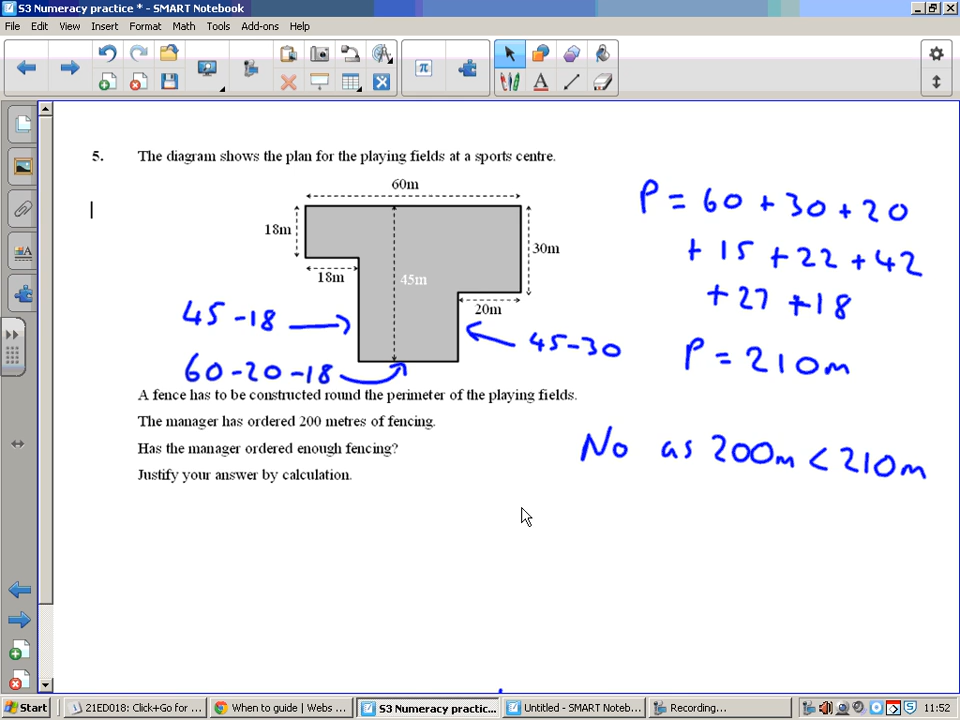 S3 Numeracy practice * - SMART Notebook
File Edit View Insert Format Math Tools Add-ons Help
π
A
5. The diagram shows the plan for the playing fields at a sports centre.
60m
18m
30m
18m
45m
20m
45 - 18
45 - 30
60 - 20 - 18
P = 60 + 30 + 20
+ 15 + 22 + 42
+ 27 + 18
P = 210m
A fence has to be constructed round the perimeter of the playing fields.
The manager has ordered 200 metres of fencing.
Has the manager ordered enough fencing?
Justify your answer by calculation.
No as 200m < 210m
Start 21ED018: Click+Go for ... When to guide | Webs ... S3 Numeracy practic... Untitled - SMART Noteb... Recording... 11:52